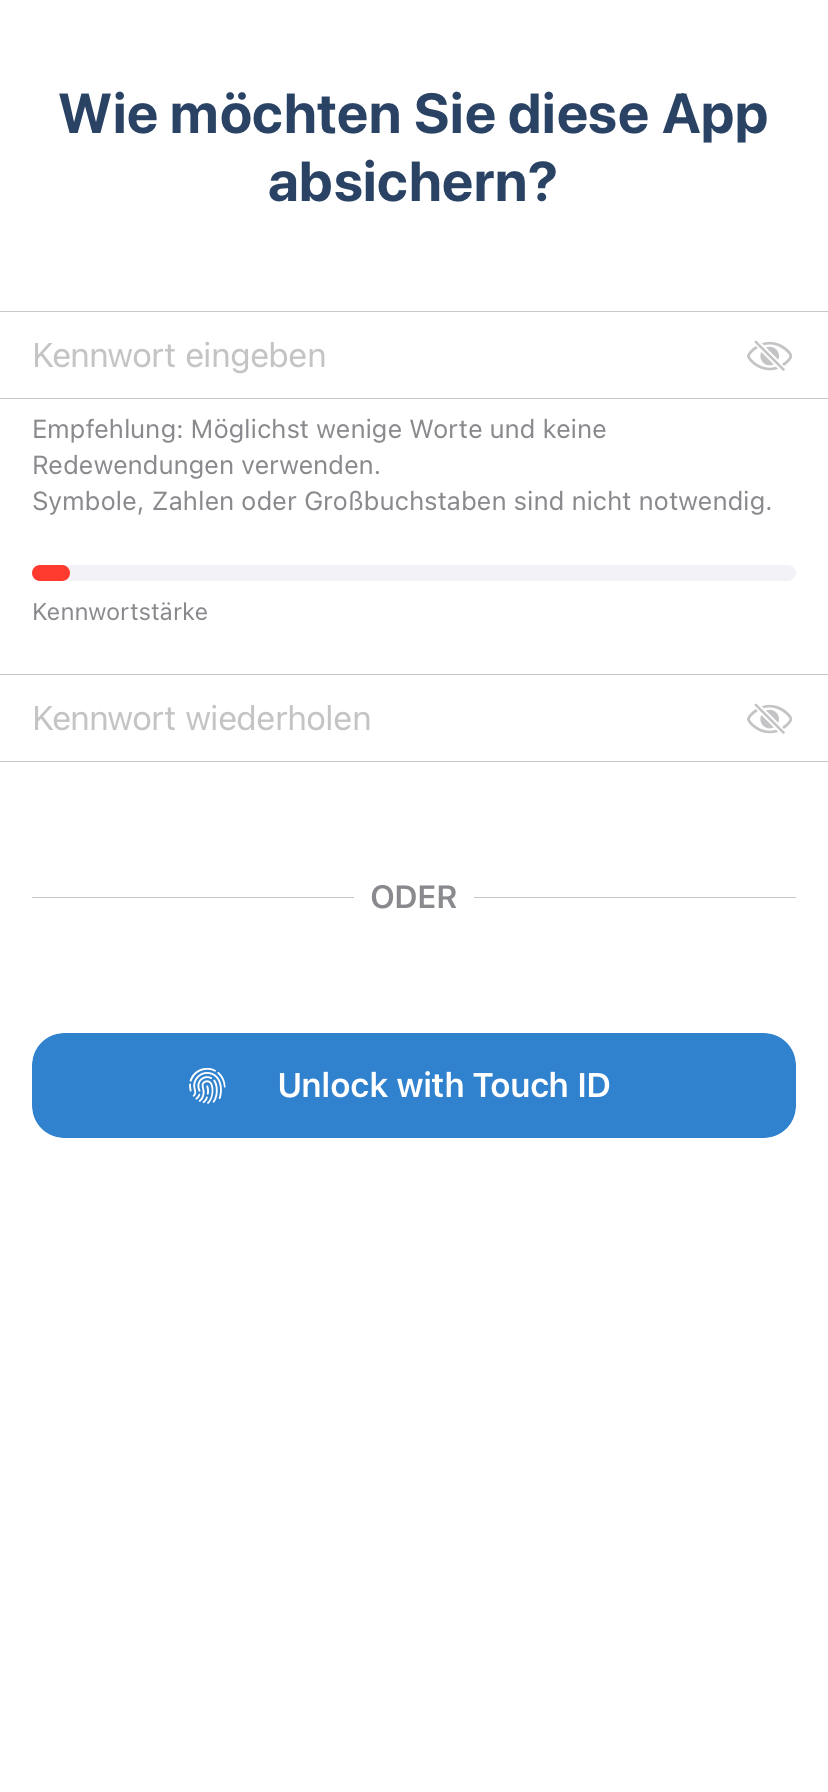 Wie möchten Sie diese App
absichern?
Kennwort eingeben
Empfehlung: Möglichst wenige Worte und keine
Redewendungen verwenden.
Symbole, Zahlen oder Großbuchstaben sind nicht notwendig.
Kennwortstärke
Kennwort wiederholen
ODER
Unlock with Touch ID